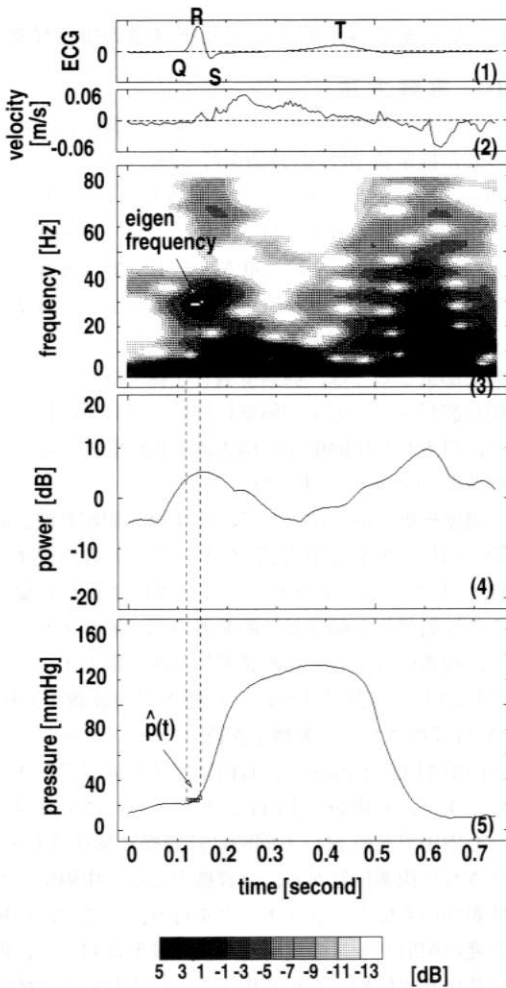 R
T
ECG
0
Q
S
(1)
velocity
[m/s]
0.06
0
-0.06
(2)
frequency [Hz]
80
60
40
20
0
eigen
frequency
(3)
power [dB]
20
10
0
-10
-20
(4)
pressure [mmHg]
160
120
80
40
0
p̂(t)
(5)
0 0.1 0.2 0.3 0.4 0.5 0.6 0.7
time [second]
5 3 1 -1 -3 -5 -7 -9 -11 -13
[dB]